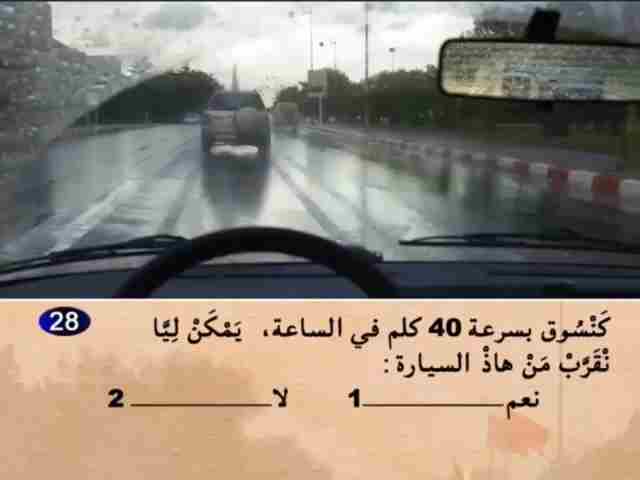 28
كَنْسُوق بسرعة 40 كلم في الساعة، يَمْكَنْ لِيَّا
نْقَرَّبْ مَنْ هاذْ السيارة :
نعم 1
لا 2